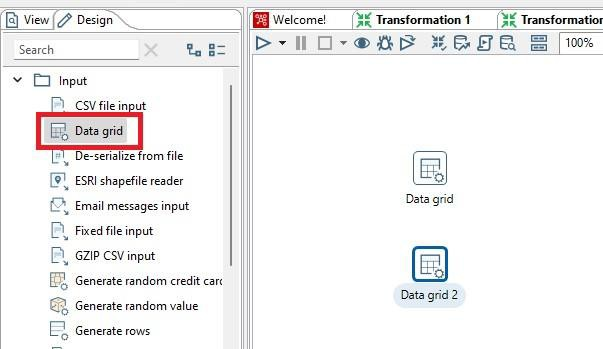 View
Design
Welcome!
Transformation 1
Transformation
Search
100%
Input
CSV file input
Data grid
De-serialize from file
ESRI shapefile reader
Email messages input
Fixed file input
GZIP CSV input
Generate random credit card
Generate random value
Generate rows
Data grid
Data grid 2